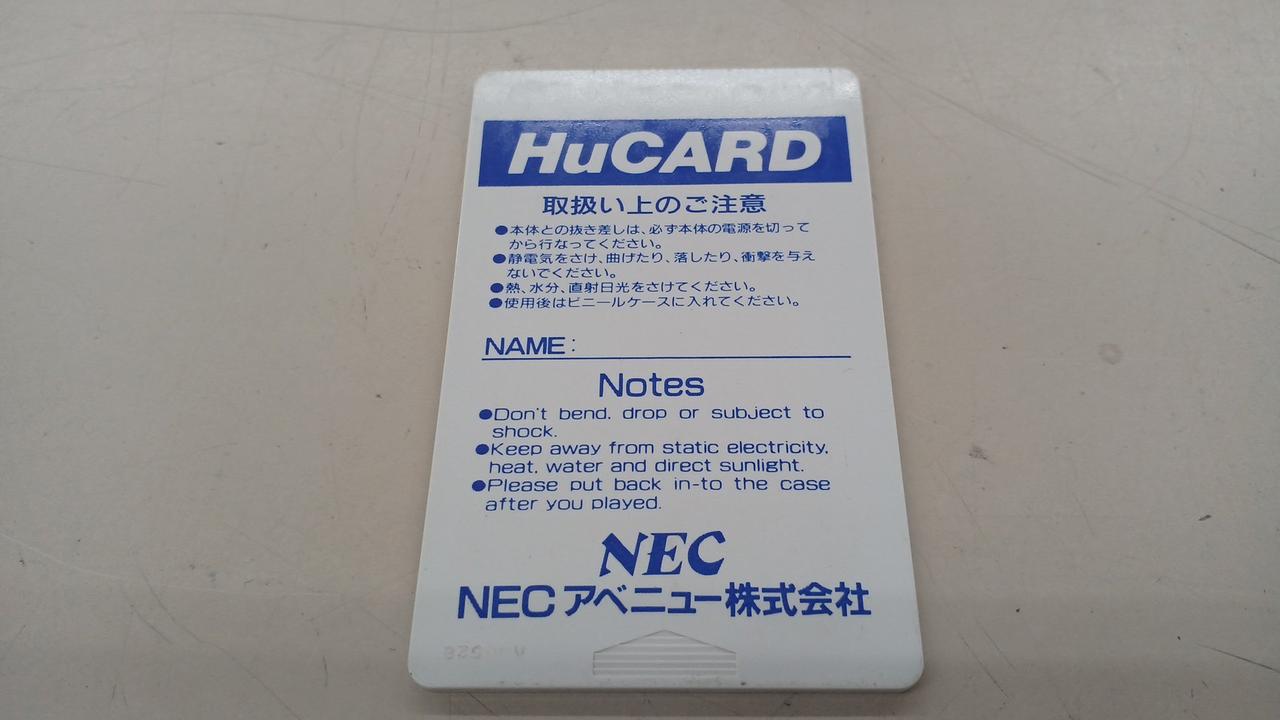 HuCARD
取扱い上のご注意
●本体との抜き差しは、必ず本体の電源を切って
から行なってください。
●静電気をさけ、曲げたり、落したり、衝撃を与え
ないでください。
●熱、水分、直射日光をさけてください。
●使用後はビニールケースに入れてください。
NAME:
Notes
●Don't bend, drop or subject to
shock.
●Keep away from static electricity,
heat, water and direct sunlight.
●Please put back in-to the case
after you played.
NEC
NECアベニュー株式会社